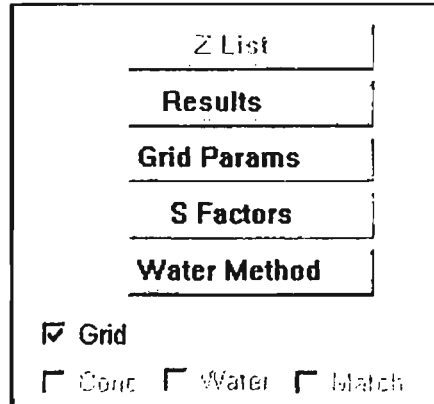 Z List
Results
Grid Params
S Factors
Water Method
Grid
Conc Water Match